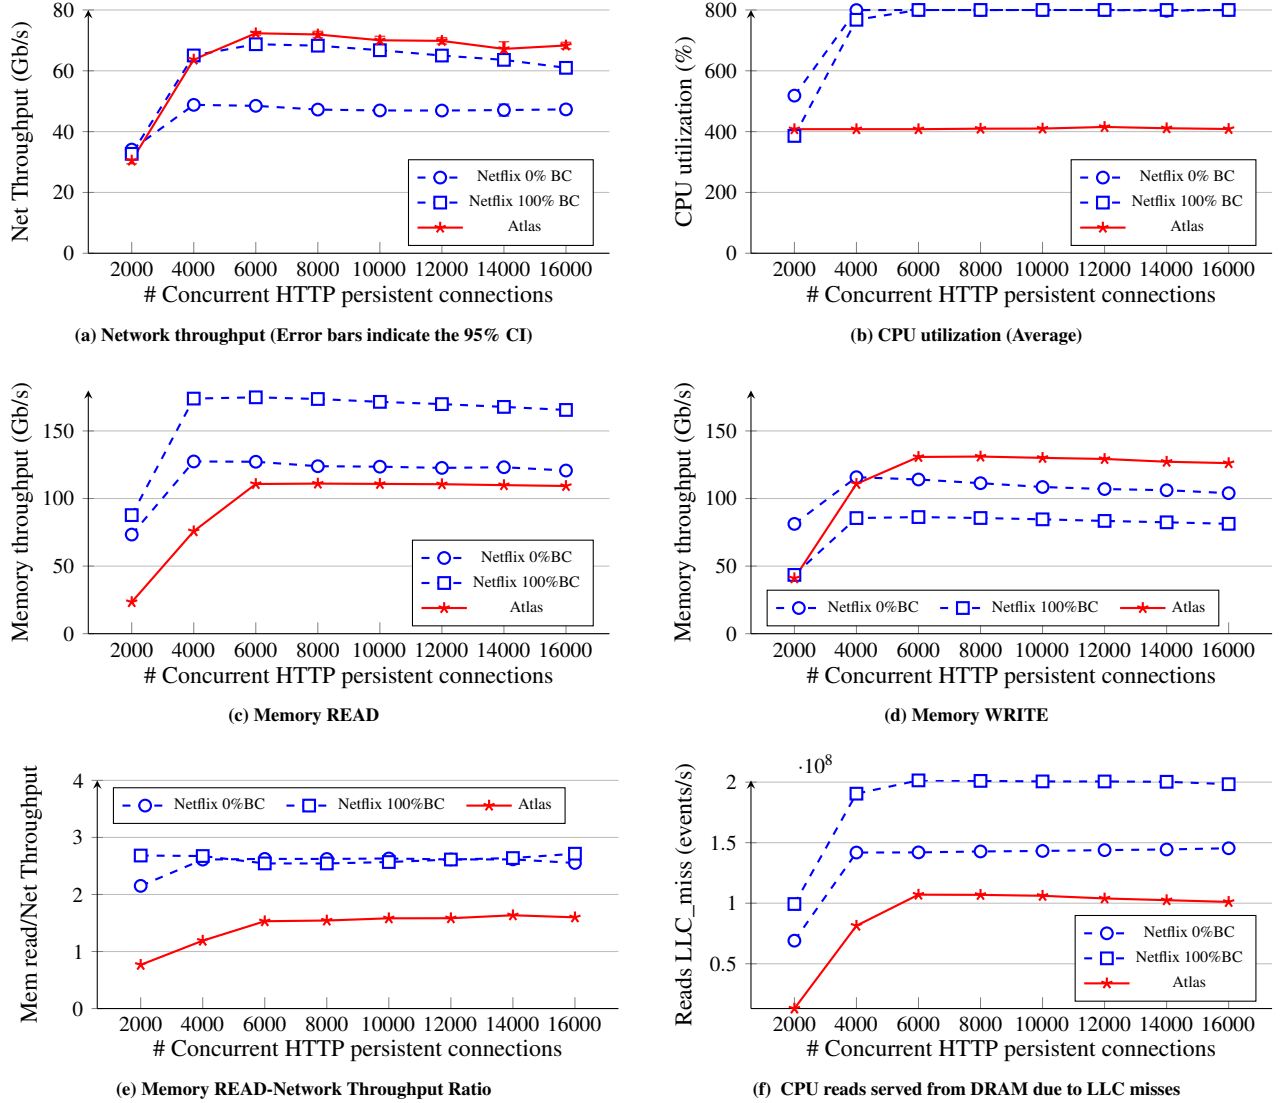 80
60
40
20
0
Net Throughput (Gb/s)
Netflix 0% BC
Netflix 100% BC
Atlas
2000 4000 6000 8000 10000 12000 14000 16000
# Concurrent HTTP persistent connections
(a) Network throughput (Error bars indicate the 95% CI)
800
600
400
200
0
CPU utilization (%)
Netflix 0% BC
Netflix 100% BC
Atlas
2000 4000 6000 8000 10000 12000 14000 16000
# Concurrent HTTP persistent connections
(b) CPU utilization (Average)
150
100
50
0
Memory throughput (Gb/s)
Netflix 0%BC
Netflix 100%BC
Atlas
2000 4000 6000 8000 10000 12000 14000 16000
# Concurrent HTTP persistent connections
(c) Memory READ
150
100
50
0
Memory throughput (Gb/s)
Netflix 0%BC Netflix 100%BC Atlas
2000 4000 6000 8000 10000 12000 14000 16000
# Concurrent HTTP persistent connections
(d) Memory WRITE
4
3
2
1
0
Mem read/Net Throughput
Netflix 0%BC Netflix 100%BC Atlas
2000 4000 6000 8000 10000 12000 14000 16000
# Concurrent HTTP persistent connections
(e) Memory READ-Network Throughput Ratio
·10⁸
2
1.5
1
0.5
Reads LLC_miss (events/s)
Netflix 0%BC
Netflix 100%BC
Atlas
2000 4000 6000 8000 10000 12000 14000 16000
# Concurrent HTTP persistent connections
(f) CPU reads served from DRAM due to LLC misses